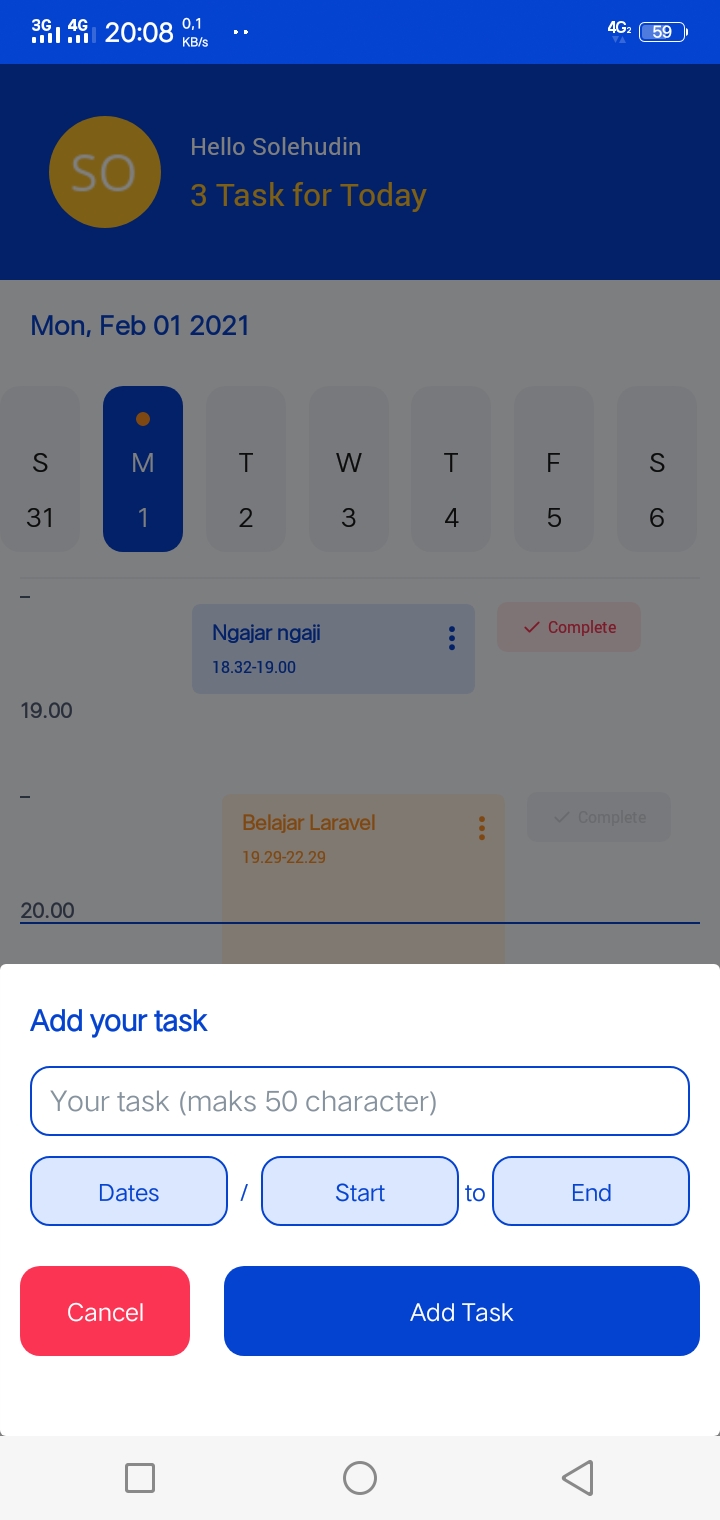 3G 4G 20:08 0,1 KB/s 4G2 59
SO
Hello Solehudin
3 Task for Today
Mon, Feb 01 2021
S M T W T F S
31 1 2 3 4 5 6
Ngajar ngaji
18.32-19.00
Complete
19.00
Belajar Laravel
19.29-22.29
Complete
20.00
Add your task
Your task (maks 50 character)
Dates / Start to End
Cancel Add Task